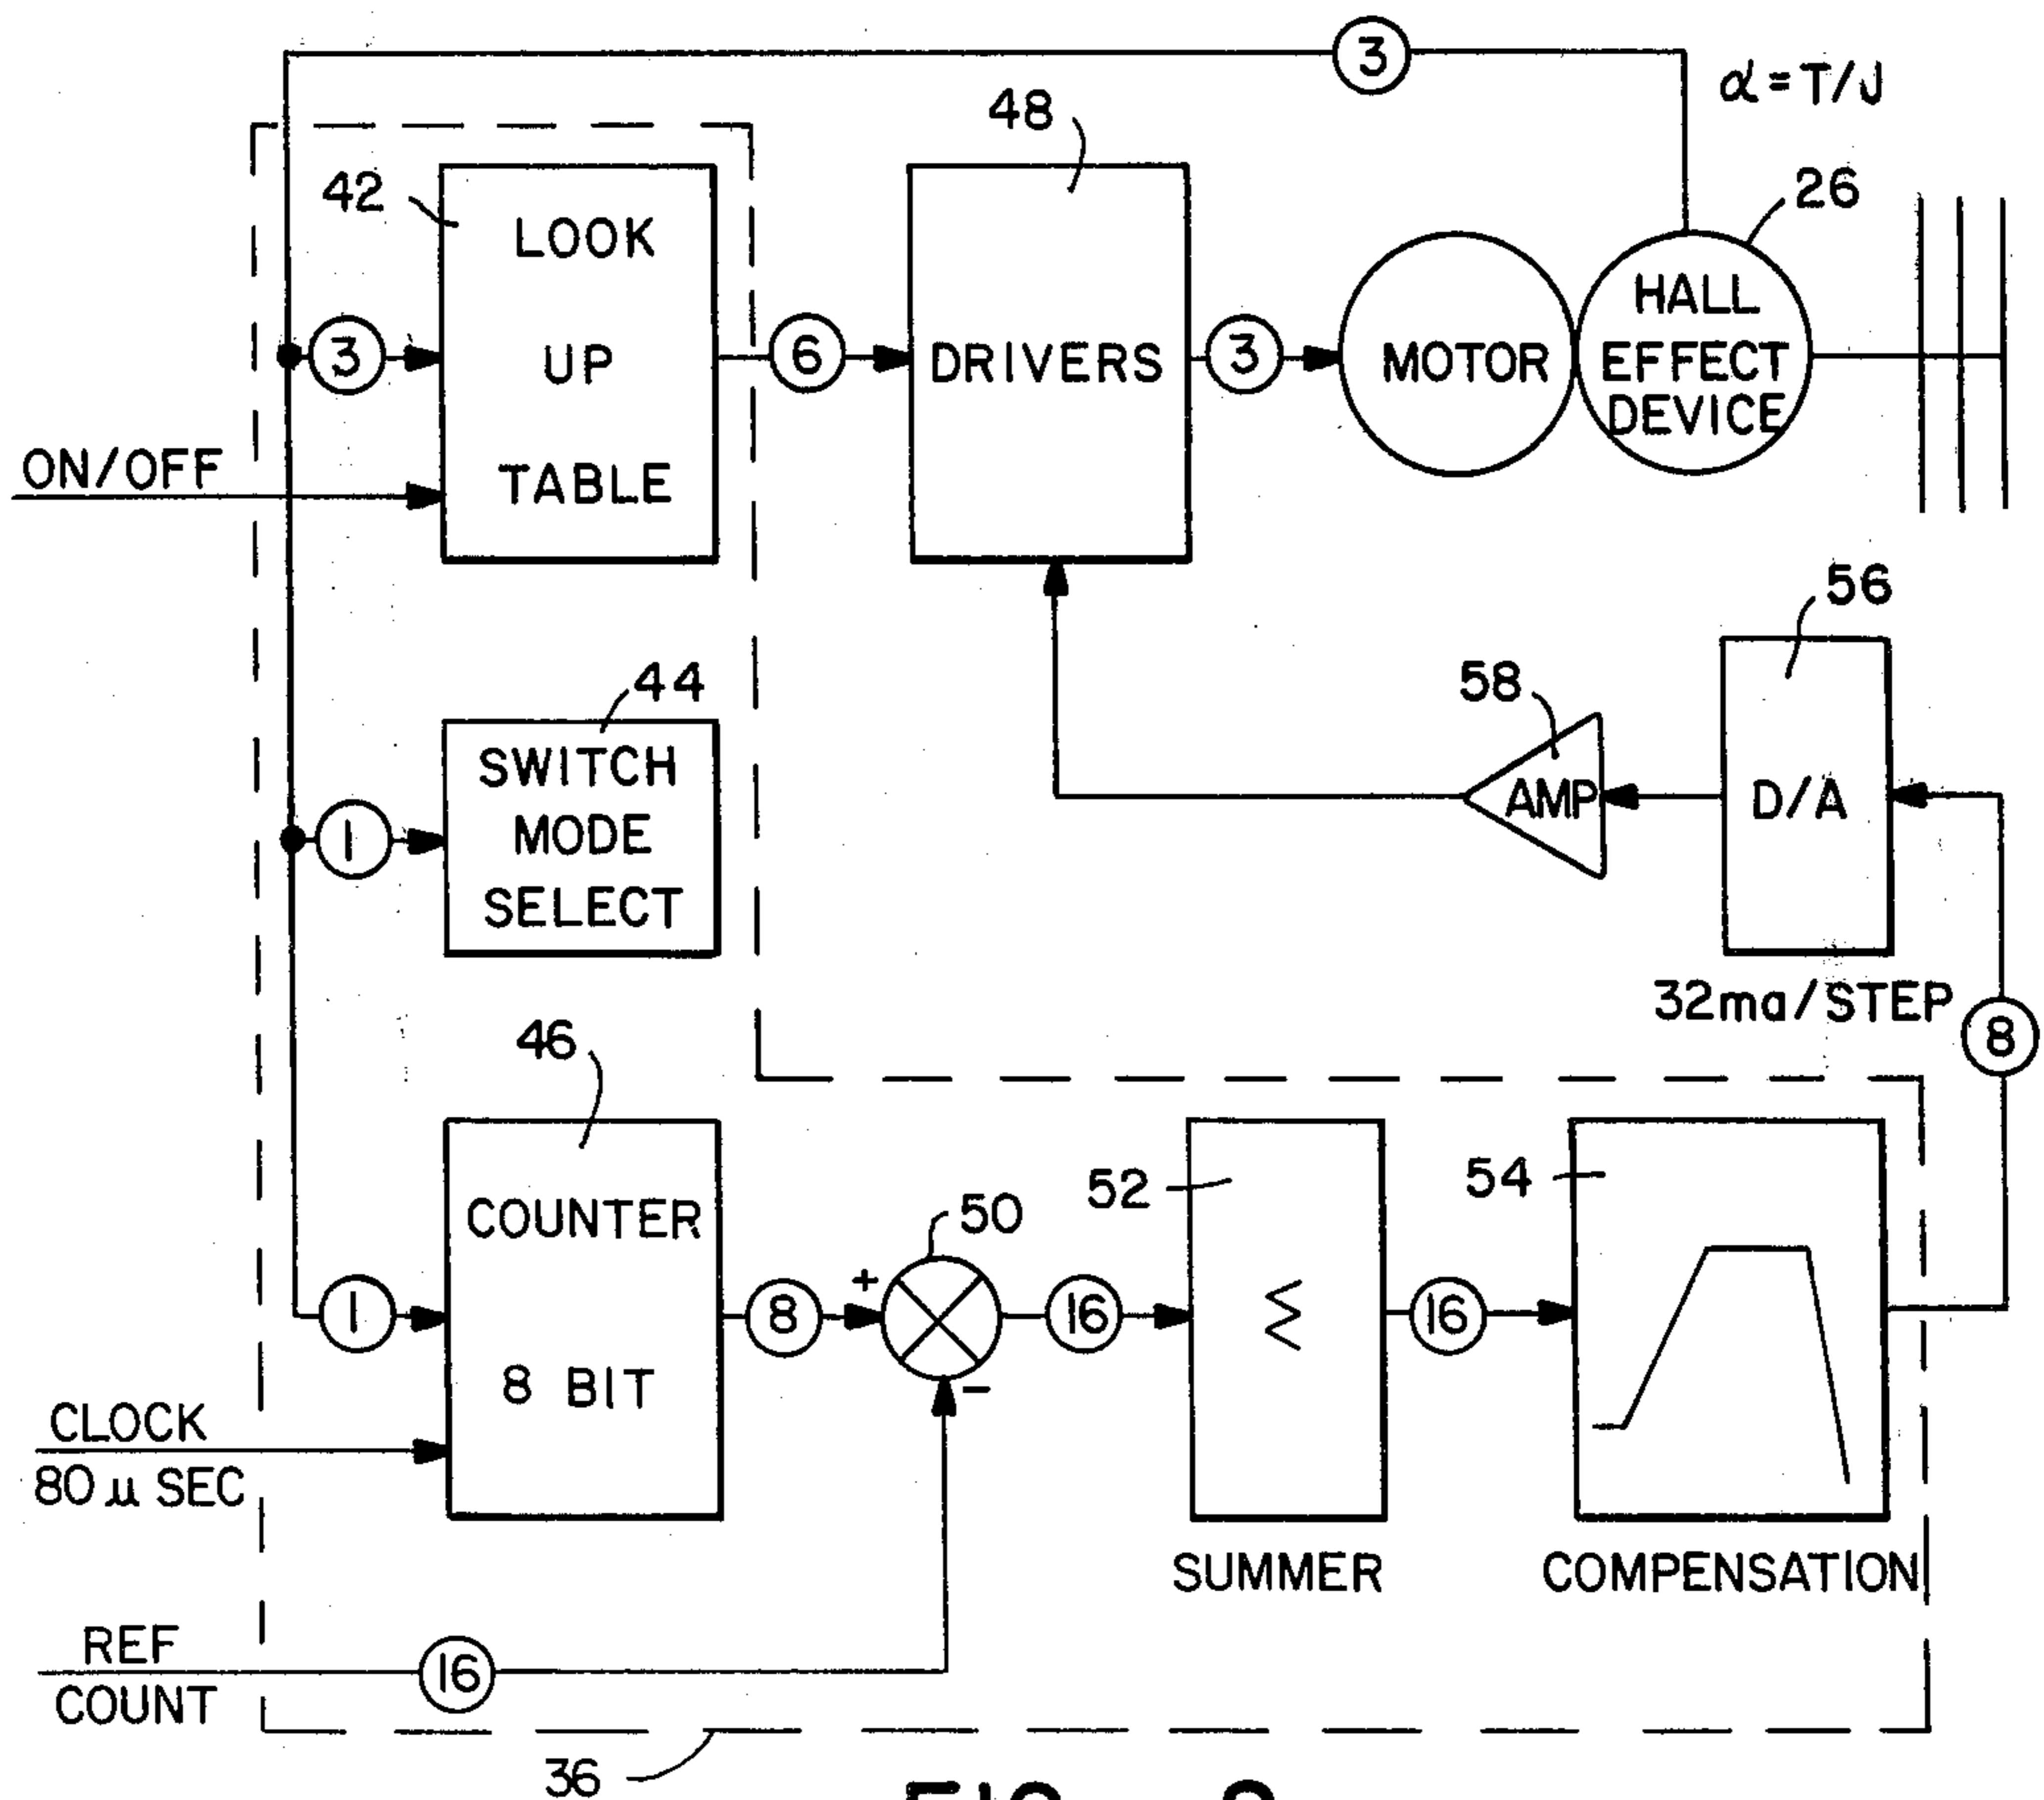 3
α=T/J
48
42
26
LOOK
UP
TABLE
3
6
DRIVERS
3
MOTOR
HALL
EFFECT
DEVICE
ON/OFF
56
44
58
SWITCH
MODE
SELECT
1
AMP
D/A
32ma/STEP
8
46
52
54
COUNTER
8 BIT
50
1
8
+
16
Σ
16
-
CLOCK
80 µ SEC
SUMMER
COMPENSATION
REF
COUNT
16
36